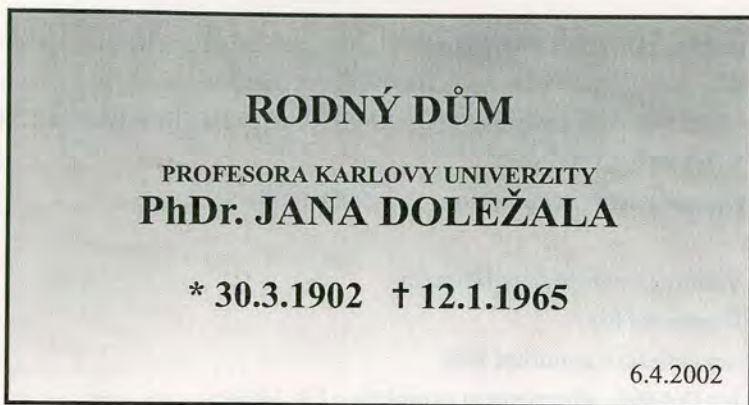 RODNÝ DŮM
PROFESORA KARLOVY UNIVERZITY
PhDr. JANA DOLEŽALA
* 30.3.1902 † 12.1.1965
6.4.2002